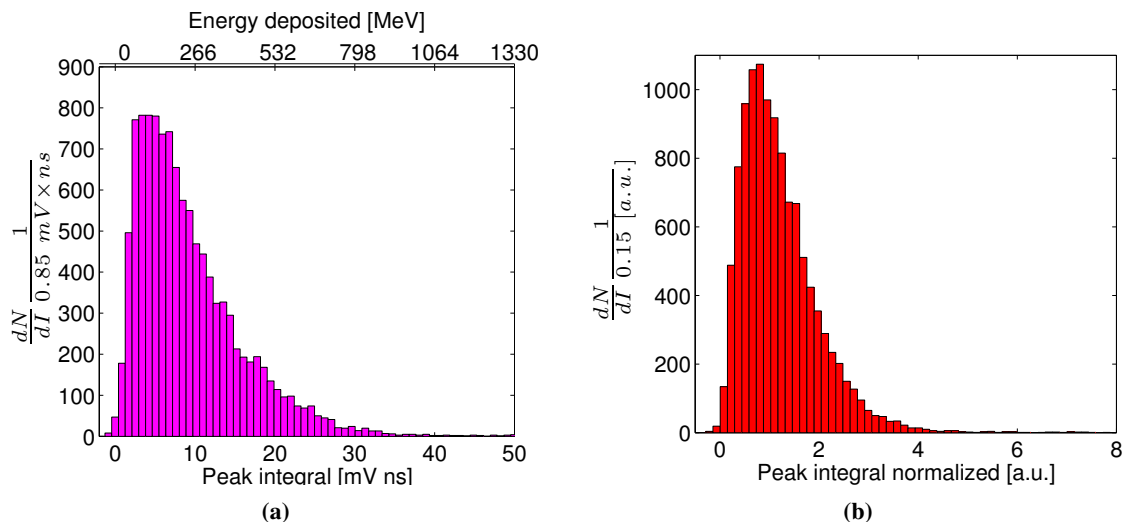 Energy deposited [MeV]
0 266 532 798 1064 1330
900
800
700
600
500
400
300
200
100
0
dN/dI 1/0.85 mV×ns
0 10 20 30 40 50
Peak integral [mV ns]
(a)
1000
800
600
400
200
0
dN/dI 1/0.15 [a.u.]
0 2 4 6 8
Peak integral normalized [a.u.]
(b)